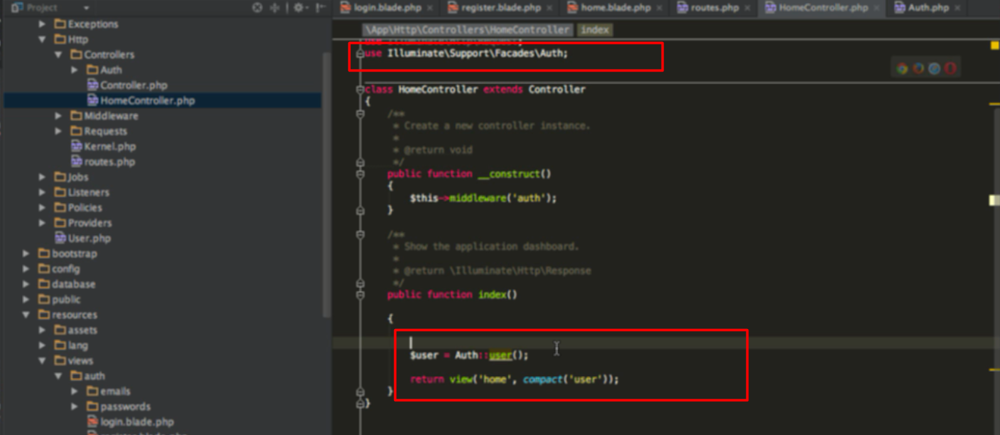 Project
Exceptions
Http
Controllers
Auth
Controller.php
HomeController.php
Middleware
Requests
Kernel.php
routes.php
Jobs
Listeners
Policies
Providers
User.php
bootstrap
config
database
public
resources
assets
lang
views
auth
emails
passwords
login.blade.php
register.blade.php
login.blade.php register.blade.php home.blade.php routes.php HomeController.php Auth.php
\App\Http\Controllers\HomeController index
use Illuminate\Http\Request;
use Illuminate\Support\Facades\Auth;
class HomeController extends Controller
{
/**
* Create a new controller instance.
*
* @return void
*/
public function __construct()
{
$this->middleware('auth');
}
/**
* Show the application dashboard.
*
* @return \Illuminate\Http\Response
*/
public function index()
{
$user = Auth::user();
return view('home', compact('user'));
}
}